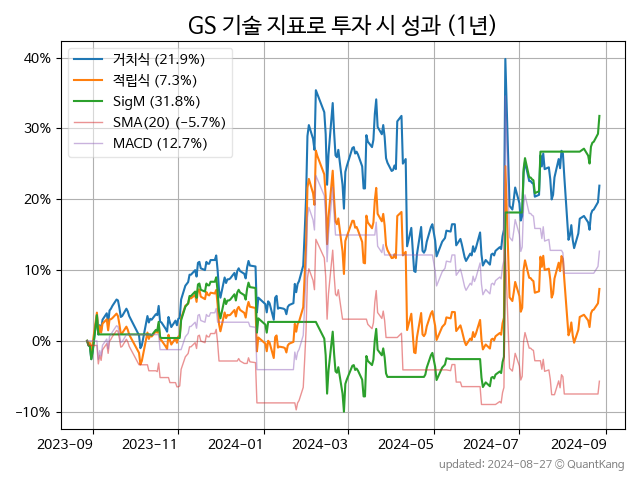 GS 기술 지표로 투자 시 성과 (1년)
거치식 (21.9%)
적립식 (7.3%)
SigM (31.8%)
SMA(20) (-5.7%)
MACD (12.7%)
40%
30%
20%
10%
0%
-10%
2023-09 2023-11 2024-01 2024-03 2024-05 2024-07 2024-09
updated: 2024-08-27 © QuantKang